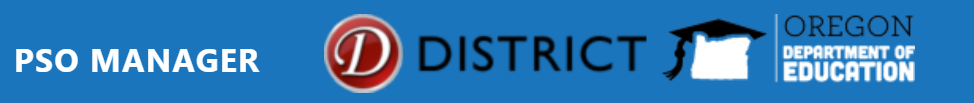 PSO MANAGER
D DISTRICT
OREGON
DEPARTMENT OF
EDUCATION